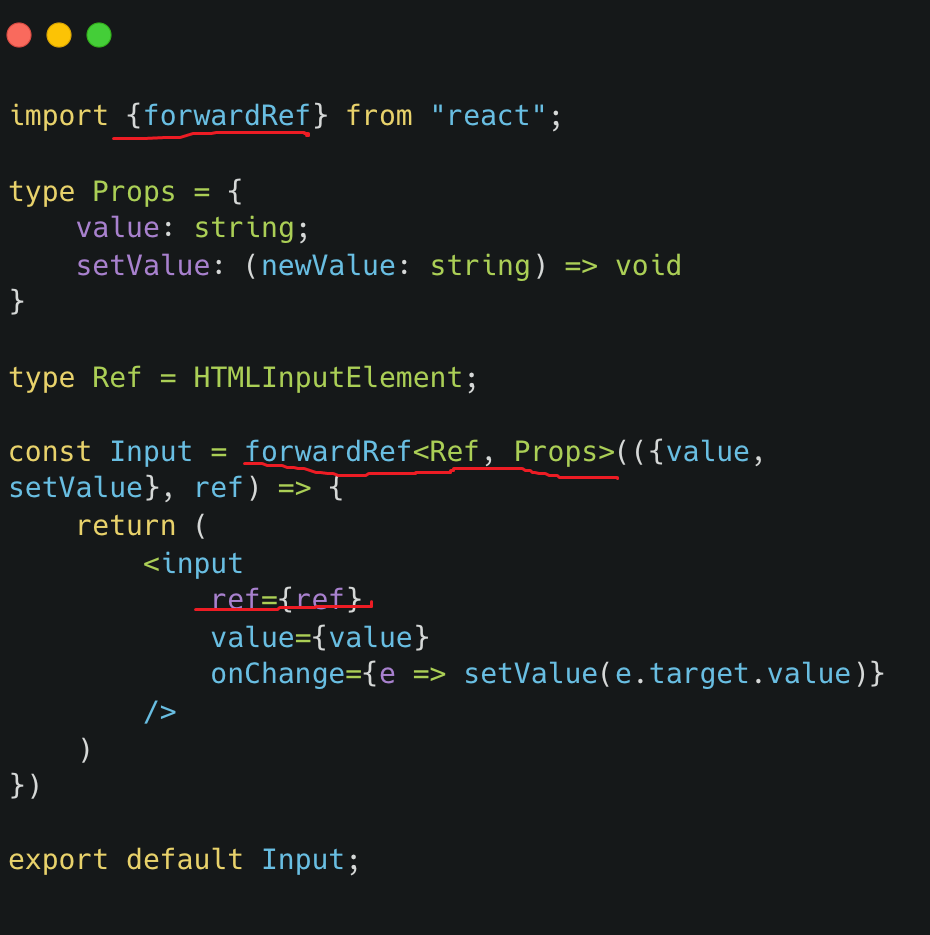 import {forwardRef} from "react";
type Props = {
value: string;
setValue: (newValue: string) => void
}
type Ref = HTMLInputElement;
const Input = forwardRef<Ref, Props>(({value,
setValue}, ref) => {
return (
<input
ref={ref}
value={value}
onChange={e => setValue(e.target.value)}
/>
)
})
export default Input;